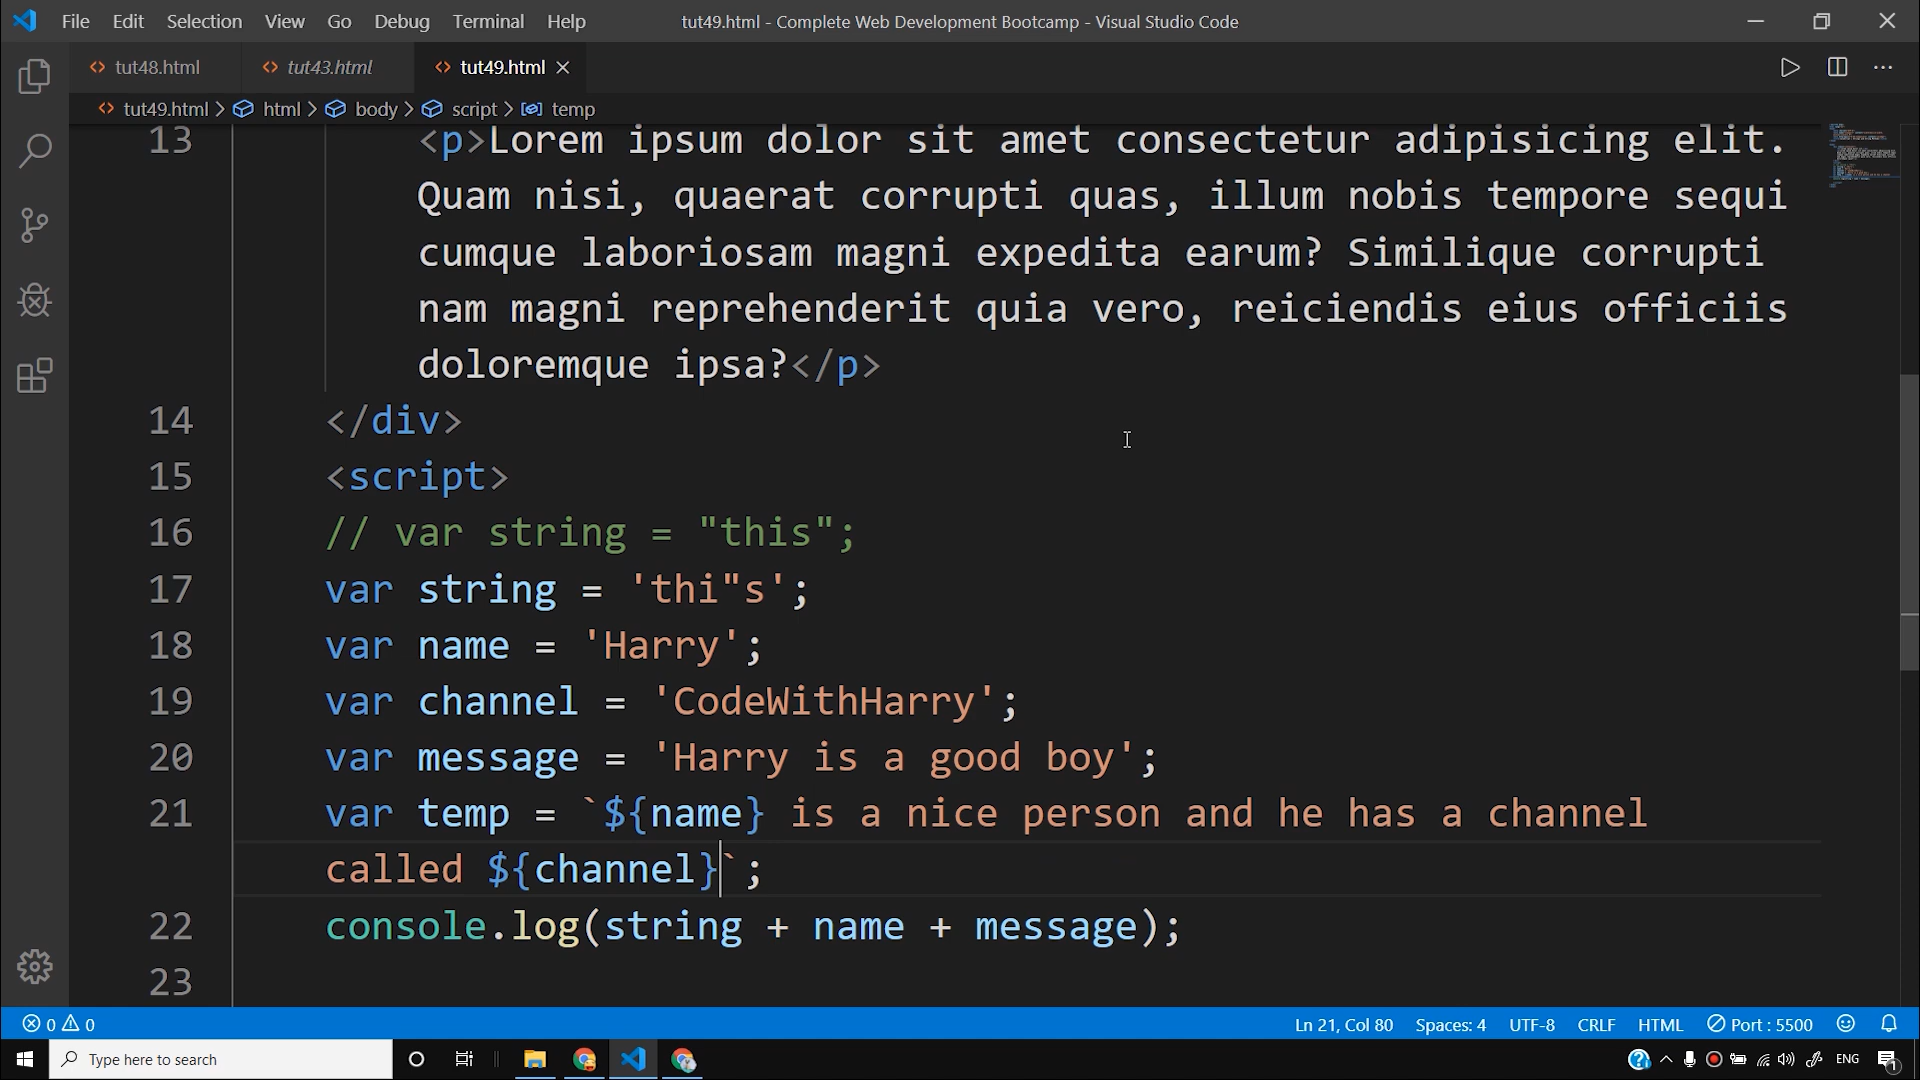 File Edit Selection View Go Debug Terminal Help tut49.html - Complete Web Development Bootcamp - Visual Studio Code
tut48.html tut43.html tut49.html
tut49.html > html > body > script > temp
13 <p>Lorem ipsum dolor sit amet consectetur adipisicing elit.
Quam nisi, quaerat corrupti quas, illum nobis tempore sequi
cumque laboriosam magni expedita earum? Similique corrupti
nam magni reprehenderit quia vero, reiciendis eius officiis
doloremque ipsa?</p>
14 </div>
15 <script>
16 // var string = "this";
17 var string = 'thi"s';
18 var name = 'Harry';
19 var channel = 'CodeWithHarry';
20 var message = 'Harry is a good boy';
21 var temp = `${name} is a nice person and he has a channel
called ${channel}`;
22 console.log(string + name + message);
23
0 0 Ln 21, Col 80 Spaces: 4 UTF-8 CRLF HTML Port : 5500
Type here to search ENG 1